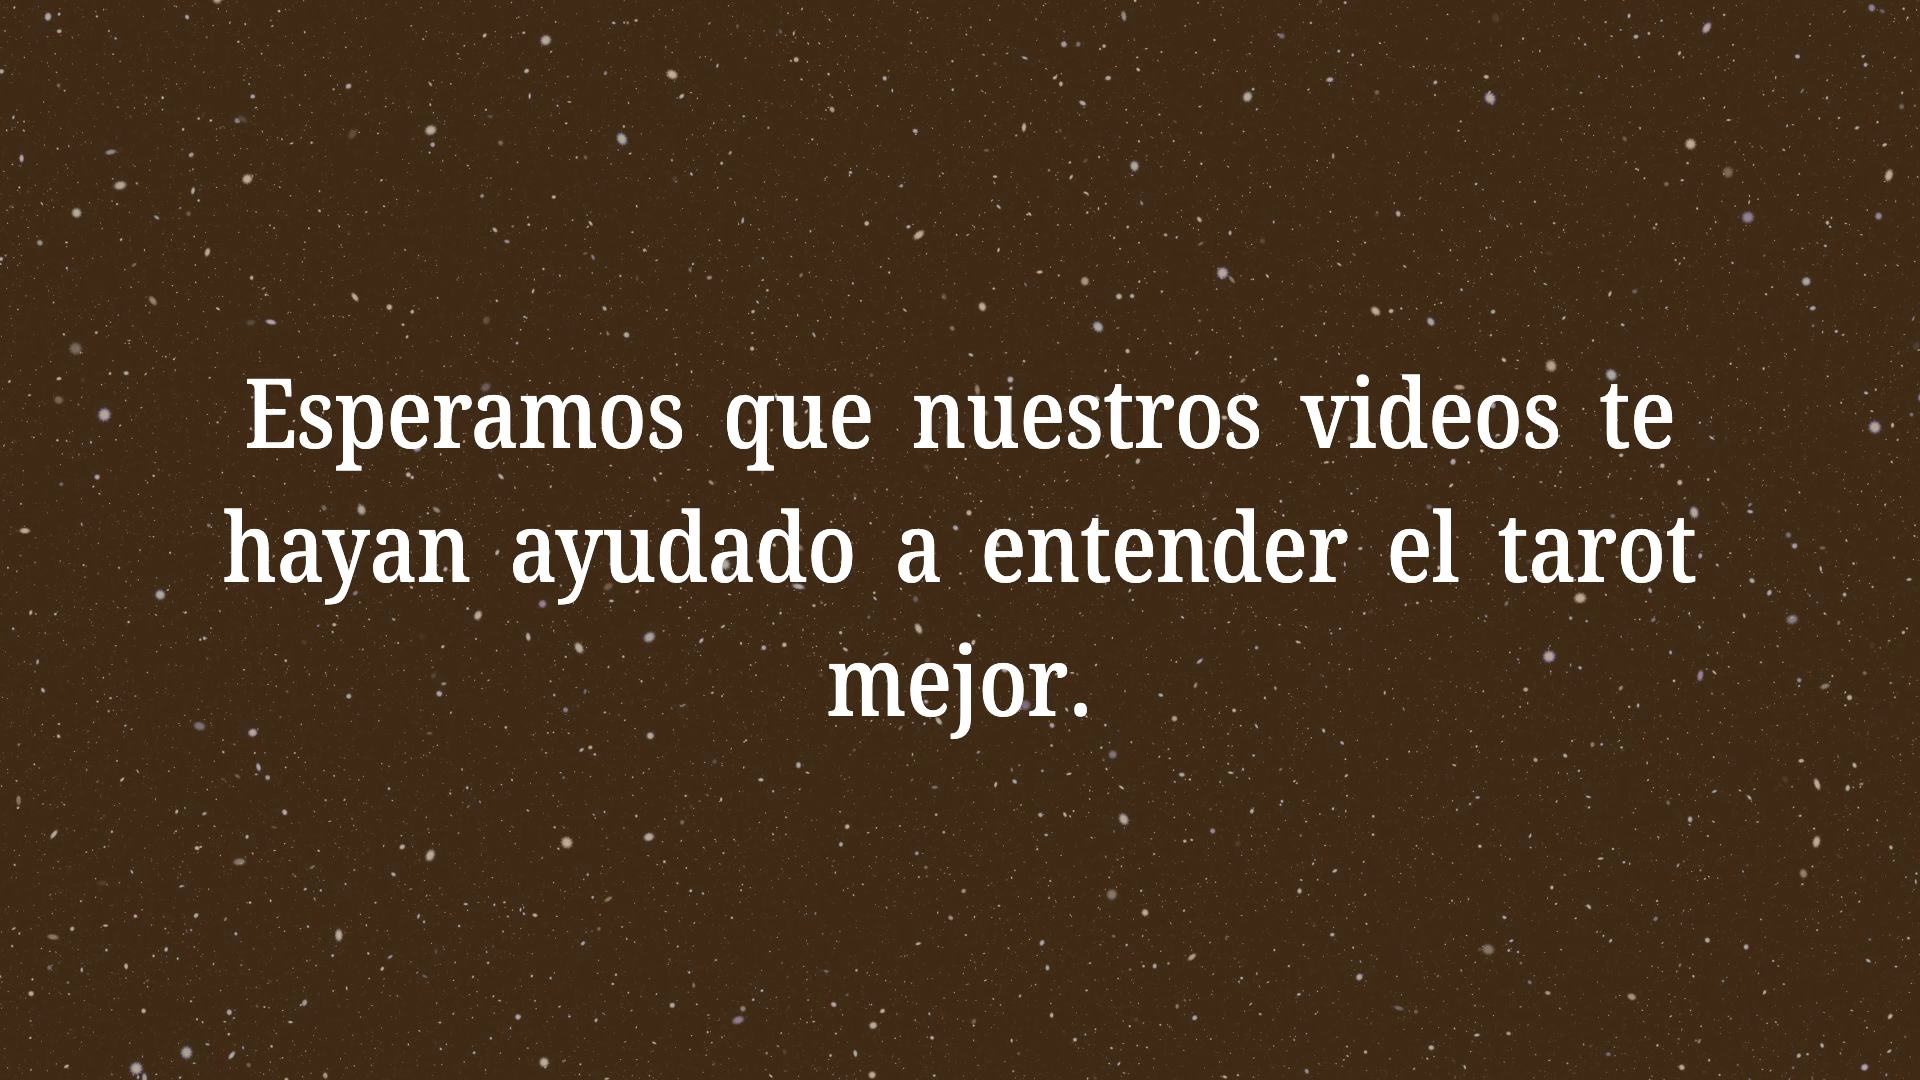 Esperamos que nuestros videos te
hayan ayudado a entender el tarot
mejor.